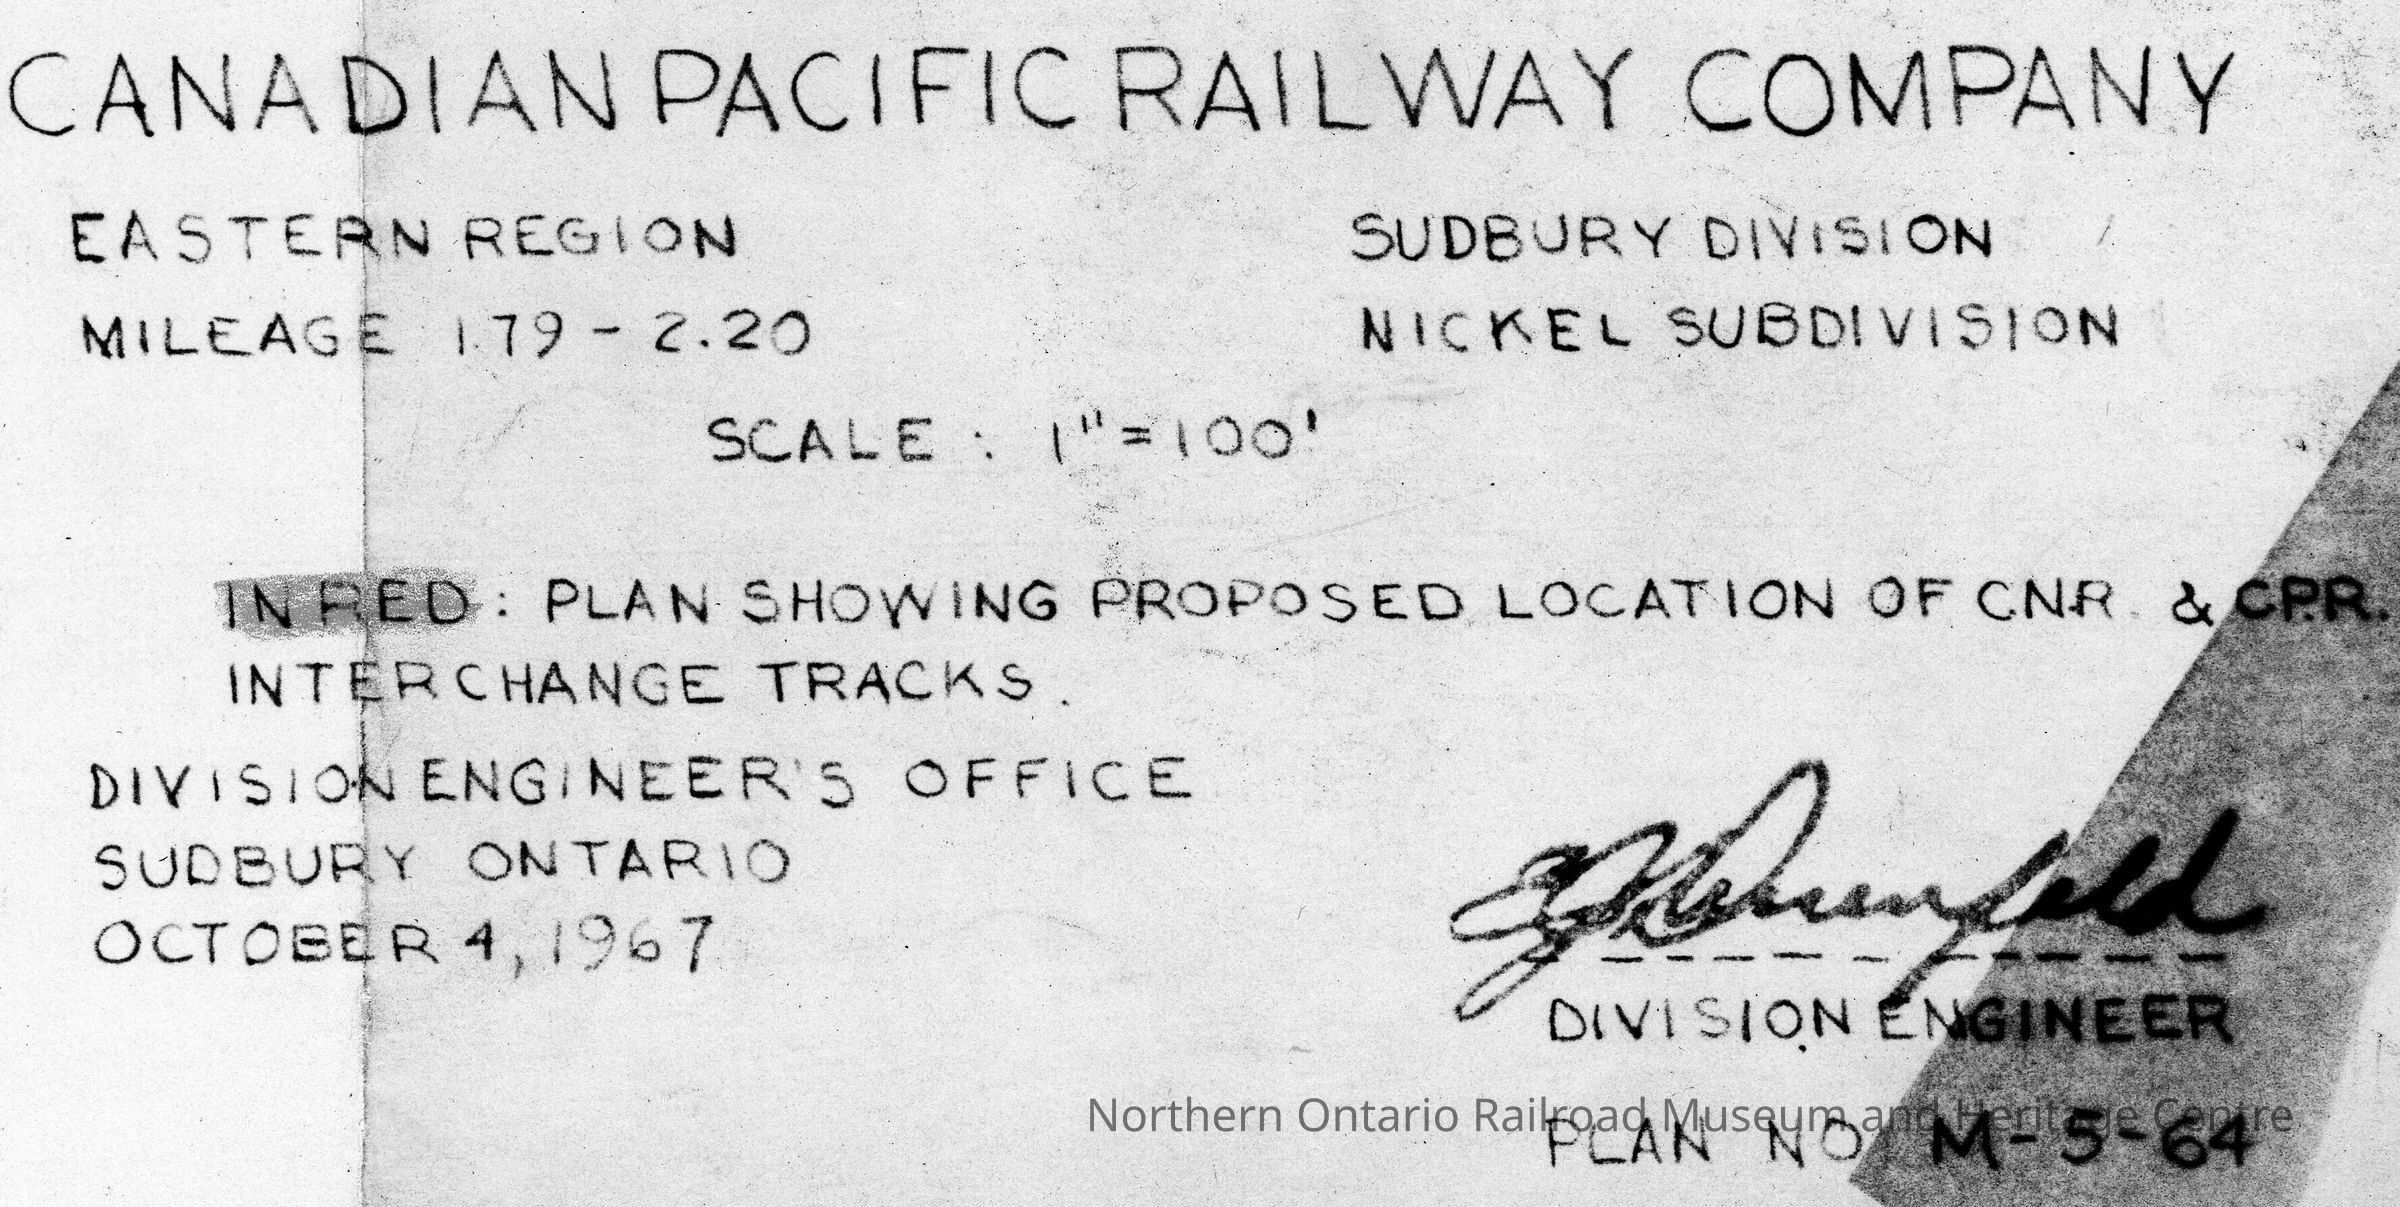 CANADIAN PACIFIC RAILWAY COMPANY
EASTERN REGION SUDBURY DIVISION
MILEAGE 1.79 - 2.20 NICKEL SUBDIVISION
SCALE : 1"=100'
IN RED : PLAN SHOWING PROPOSED LOCATION OF C.N.R. & C.P.R.
INTERCHANGE TRACKS.
DIVISION ENGINEER'S OFFICE
SUDBURY ONTARIO
OCTOBER 4, 1967
DIVISION ENGINEER
Northern Ontario Railroad Museum and Heritage Centre
PLAN NO M-5-64